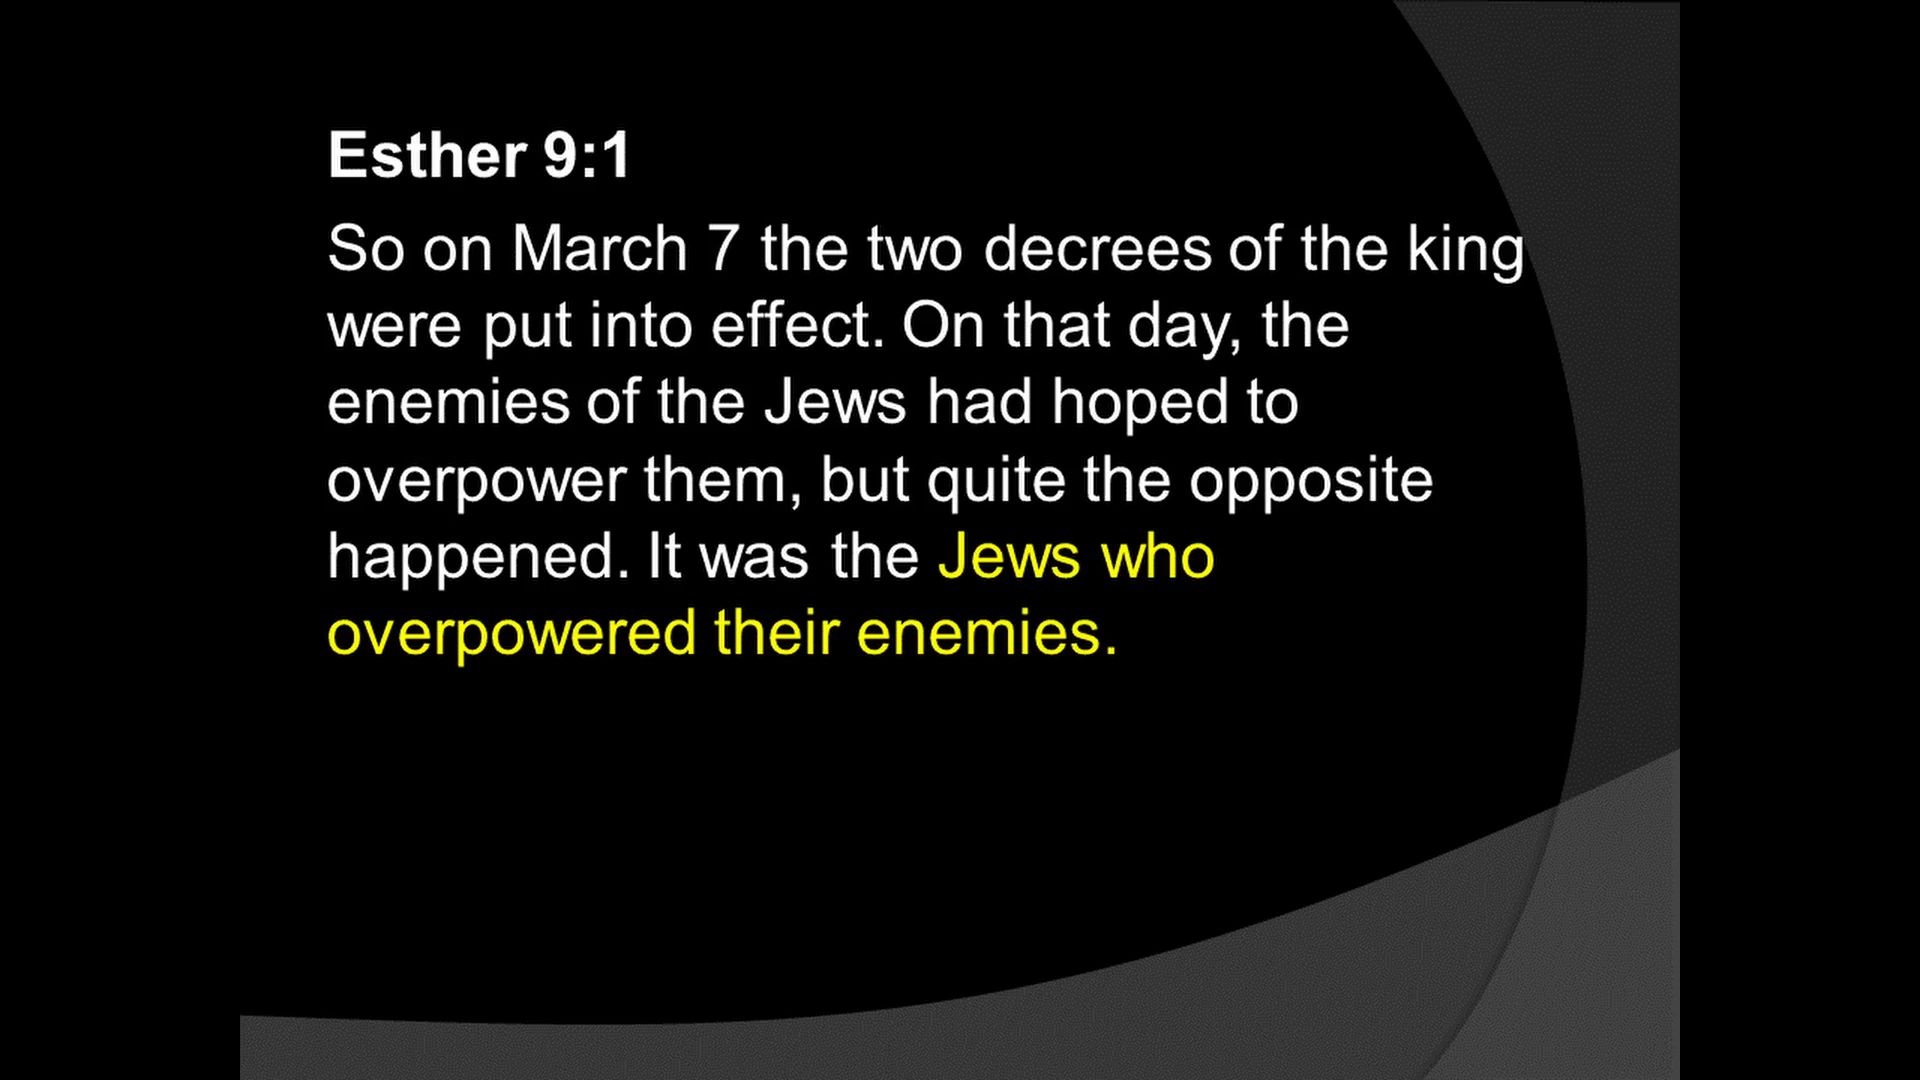 Esther 9:1
So on March 7 the two decrees of the king
were put into effect. On that day, the
enemies of the Jews had hoped to
overpower them, but quite the opposite
happened. It was the Jews who
overpowered their enemies.